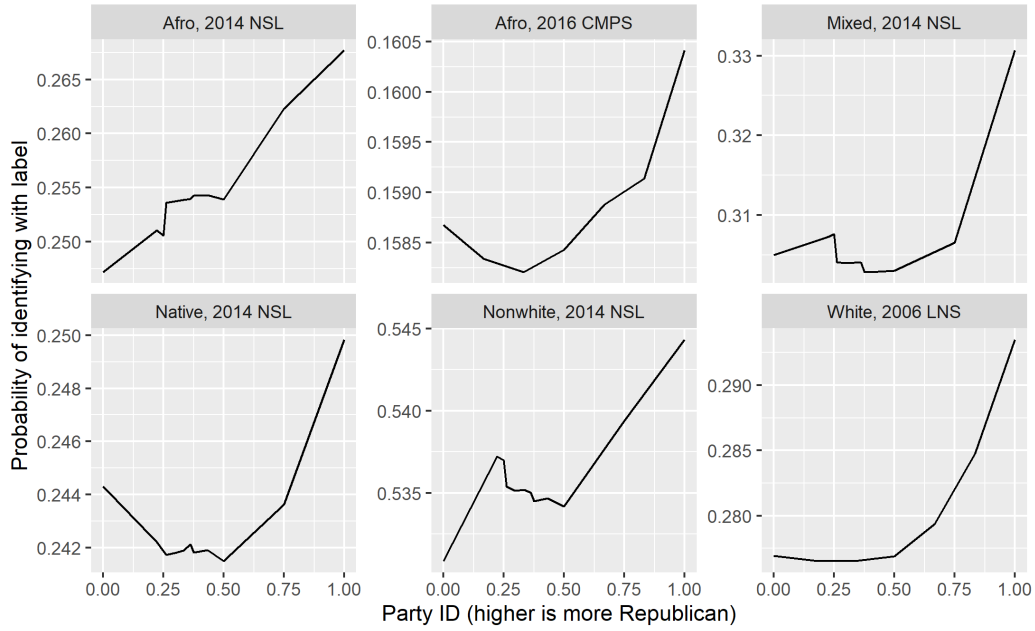 Afro, 2014 NSL
Afro, 2016 CMPS
Mixed, 2014 NSL
0.265
0.260
0.255
0.250
0.1605
0.1600
0.1595
0.1590
0.1585
0.33
0.32
0.31
Native, 2014 NSL
Nonwhite, 2014 NSL
White, 2006 LNS
0.250
0.248
0.246
0.244
0.242
0.545
0.540
0.535
0.290
0.285
0.280
0.00 0.25 0.50 0.75 1.00
0.00 0.25 0.50 0.75 1.00
0.00 0.25 0.50 0.75 1.00
Party ID (higher is more Republican)
Probability of identifying with label